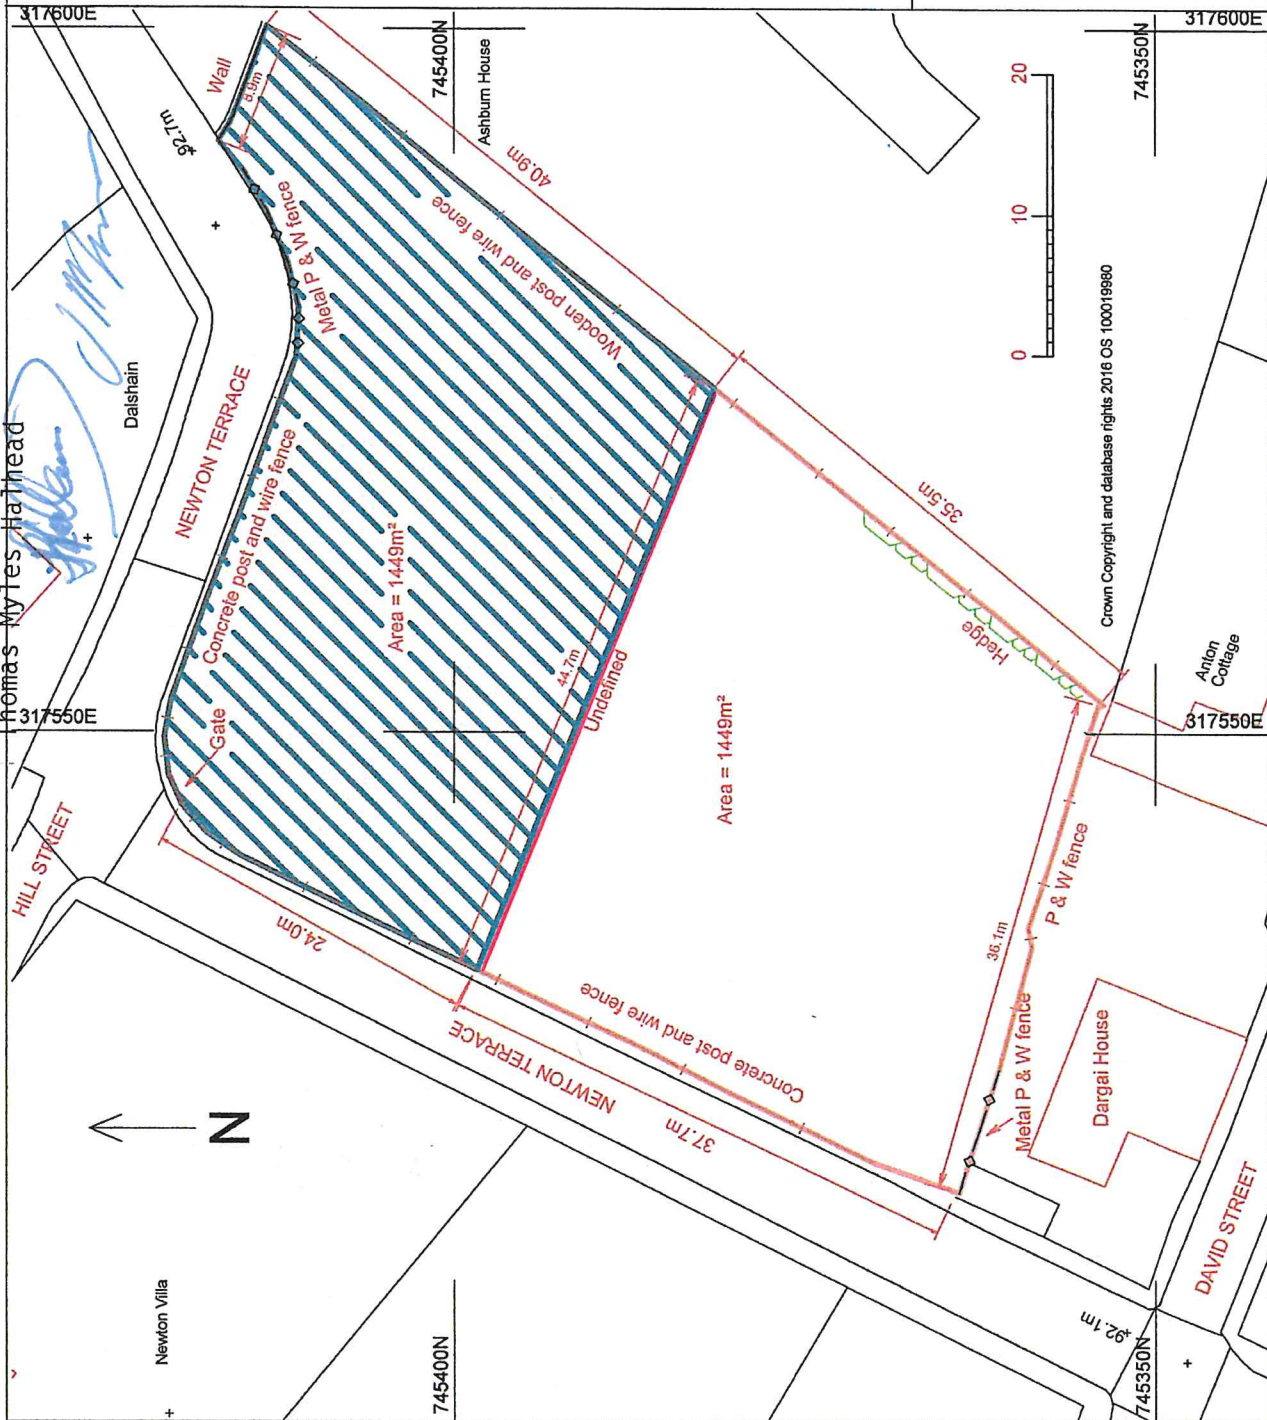 317600E
317600E
Thomas Myles Halhead
Wall
8.9m
92.7m
745400N
745350N
Ashburn House
20
10
0
40.9m
Dalshain
NEWTON TERRACE
Metal P & W fence
Wooden post and wire fence
Concrete post and wire fence
Area = 1449m²
Crown Copyright and database rights 2016 OS 100019980
35.5m
Hedge
44.7m
Undefined
Anton
Cottage
317550E
317550E
Gate
HILL STREET
Area = 1449m²
24.0m
P & W fence
36.1m
Concrete post and wire fence
NEWTON TERRACE
37.7m
Metal P & W fence
Dargai House
N
DAVID STREET
Newton Villa
92.1m
745400N
745350N